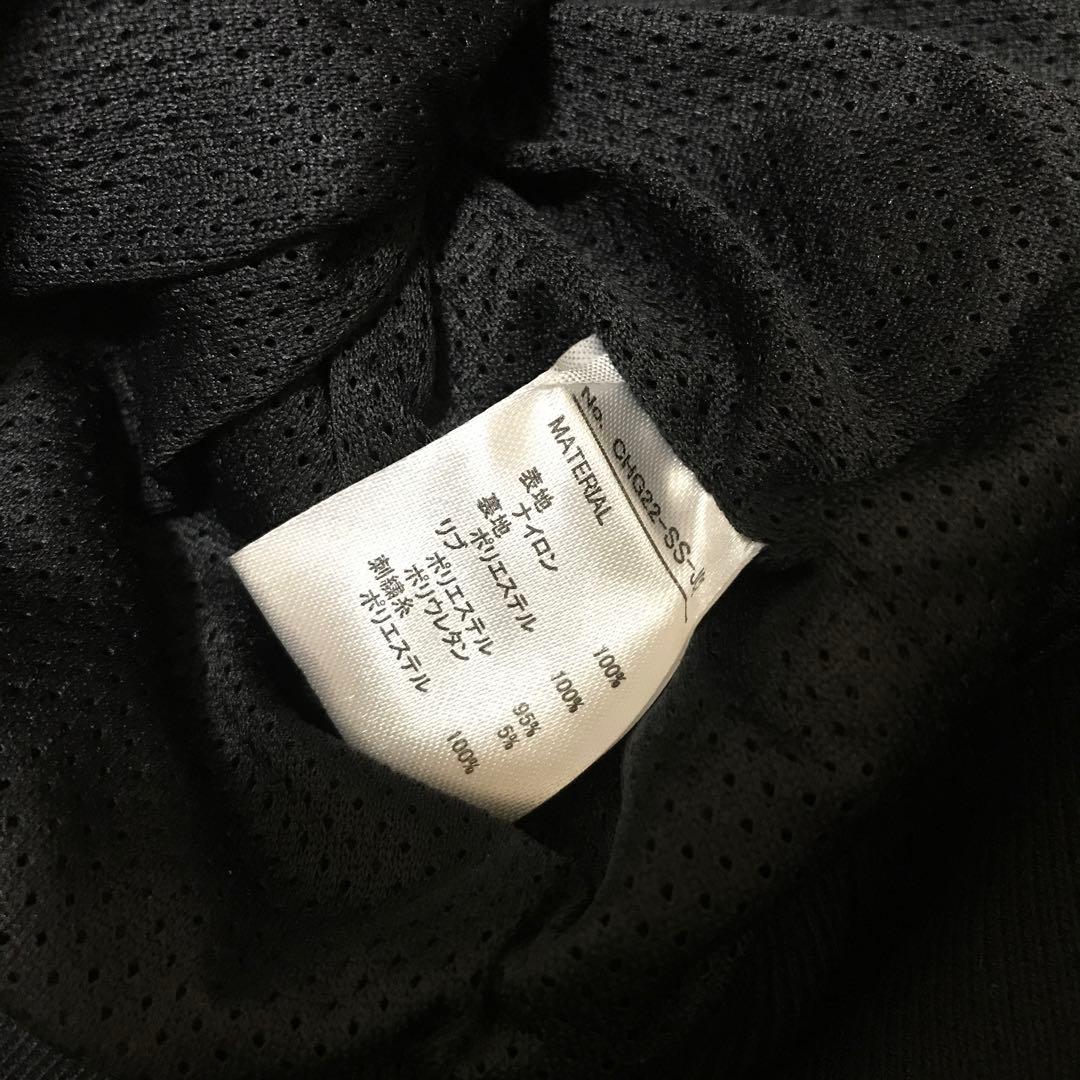 No. CHG22-SS-J
MATERIAL
表地 ナイロン 100%
裏地 ポリエステル 100%
リブ ポリエステル 95%
ポリウレタン 5%
刺繍糸
ポリエステル 100%